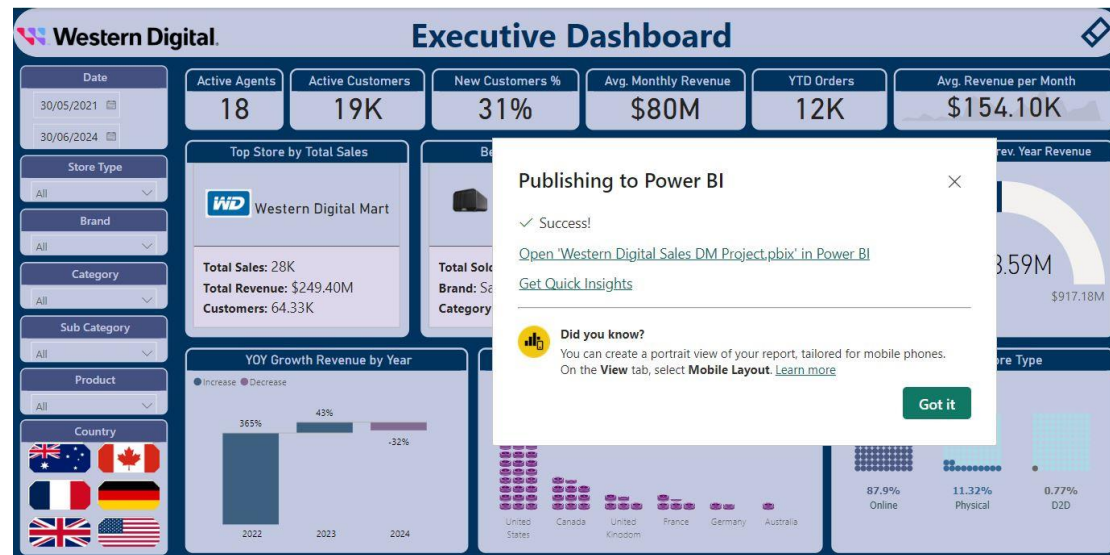 Western Digital.
Executive Dashboard
Date
30/05/2021
30/06/2024
Store Type
All
Brand
All
Category
All
Sub Category
All
Product
All
Country
Active Agents
18
Active Customers
19K
New Customers %
31%
Avg. Monthly Revenue
$80M
YTD Orders
12K
Avg. Revenue per Month
$154.10K
Top Store by Total Sales
WD Western Digital Mart
Total Sales: 28K
Total Revenue: $249.40M
Customers: 64.33K
Total Sold
Brand:
Category
Year Revenue
$917.18M
Publishing to Power BI
Success!
Open 'Western Digital Sales DM Project.pbix' in Power BI
Get Quick Insights
Did you know?
You can create a portrait view of your report, tailored for mobile phones.
On the View tab, select Mobile Layout. Learn more
Got it
YOY Growth Revenue by Year
Increase Decrease
365%
43%
-32%
2022 2023 2024
United States
Canada
United Kingdom
France
Germany
Australia
Type
87.9%
Online
11.32%
Physical
0.77%
D2D